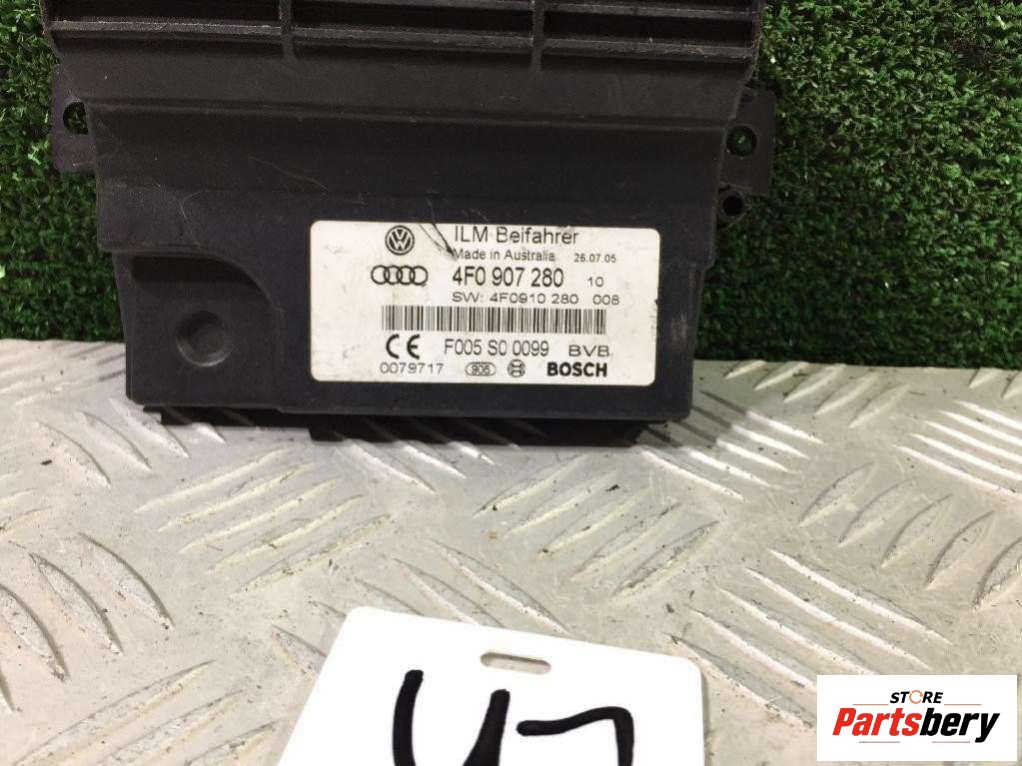 ILM Beifahrer
Made in Australia 26.07.05
4F0 907 280 10
SW: 4F0910 280 008
CE F005 S0 0099 BVB
0079717 BOSCH
STORE
Partsbery